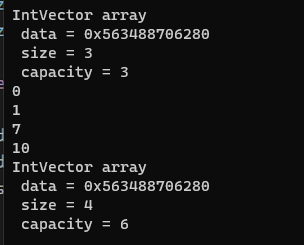 IntVector array
data = 0x563488706280
size = 3
capacity = 3
0
1
7
10
IntVector array
data = 0x563488706280
size = 4
capacity = 6